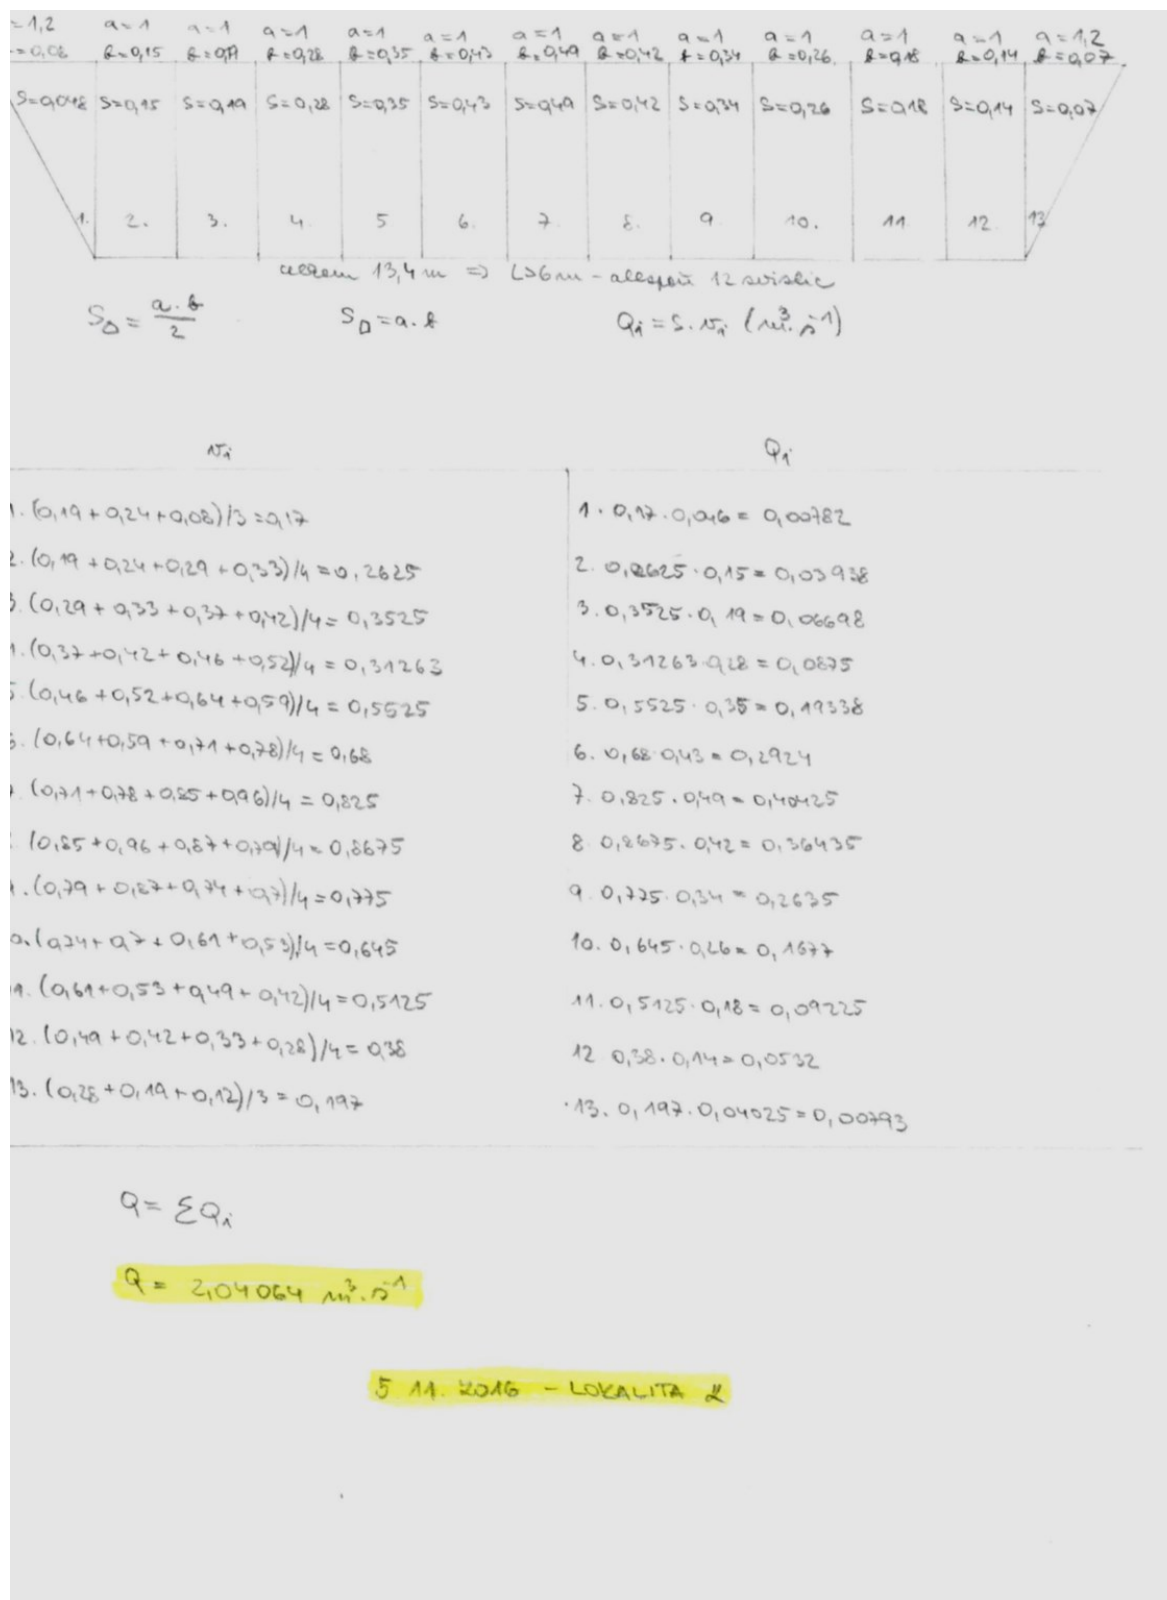 =1,2 a=1 a=1 a=1 a=1 a=1 a=1 a=1 a=1 a=1 a=1 a=1 a=1,2
=0,08 b=0,15 b=0,19 b=0,28 b=0,35 b=0,43 b=0,49 b=0,42 b=0,34 b=0,26 b=0,18 b=0,14 b=0,07
S=0,048 S=0,15 S=0,19 S=0,28 S=0,35 S=0,43 S=0,49 S=0,42 S=0,34 S=0,26 S=0,18 S=0,14 S=0,07
1. 2. 3. 4. 5 6. 7. 8. 9. 10. 11. 12. 13
celkem 13,4 m => L>6m - alespoň 12 svislic
S△ = a.b/2 S□ = a.b Qi = S.vi (m³.s⁻¹)
vi Qi
1. (0,19+0,24+0,08)/3 = 0,17
2. (0,19+0,24+0,29+0,33)/4 = 0,2625
3. (0,29+0,33+0,37+0,42)/4 = 0,3525
4. (0,37+0,42+0,46+0,52)/4 = 0,31263
5. (0,46+0,52+0,64+0,59)/4 = 0,5525
6. (0,64+0,59+0,71+0,78)/4 = 0,68
7. (0,71+0,78+0,85+0,96)/4 = 0,825
(0,85+0,96+0,87+0,79)/4 = 0,8675
9. (0,79+0,87+0,74+0,7)/4 = 0,775
0. (0,74+0,7+0,61+0,53)/4 = 0,645
11. (0,61+0,53+0,49+0,42)/4 = 0,5125
12. (0,49+0,42+0,33+0,28)/4 = 0,38
13. (0,28+0,19+0,12)/3 = 0,197
1. 0,17.0,046 = 0,00782
2. 0,2625.0,15 = 0,03938
3. 0,3525.0,19 = 0,06698
4. 0,31263.0,28 = 0,0875
5. 0,5525.0,35 = 0,19338
6. 0,68.0,43 = 0,2924
7. 0,825.0,49 = 0,40425
8. 0,8675.0,42 = 0,36435
9. 0,775.0,34 = 0,2635
10. 0,645.0,26 = 0,1677
11. 0,5125.0,18 = 0,09225
12 0,38.0,14 = 0,0532
13. 0,197.0,04025 = 0,00793
Q = ΣQi
Q = 2,04064 m³.s⁻¹
5 11. 2016 - LOKALITA 2